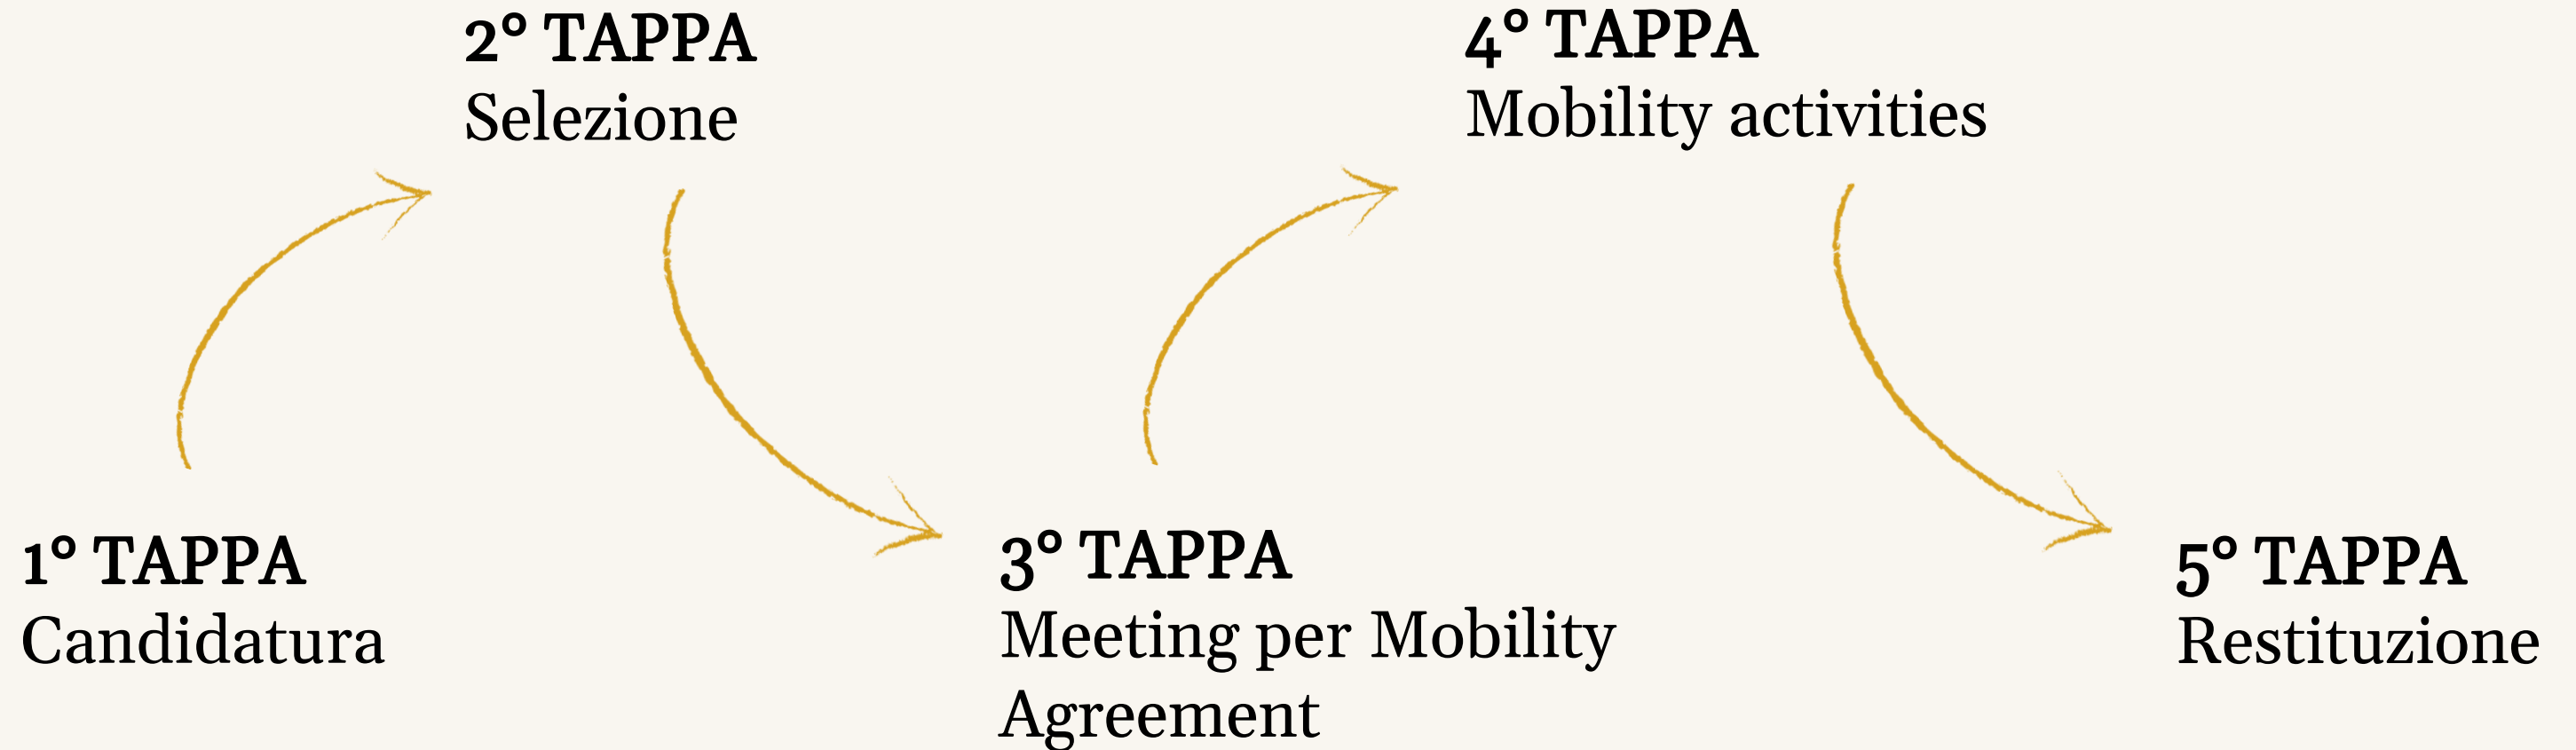 1° TAPPA
Candidatura
2° TAPPA
Selezione
3° TAPPA
Meeting per Mobility
Agreement
4° TAPPA
Mobility activities
5° TAPPA
Restituzione